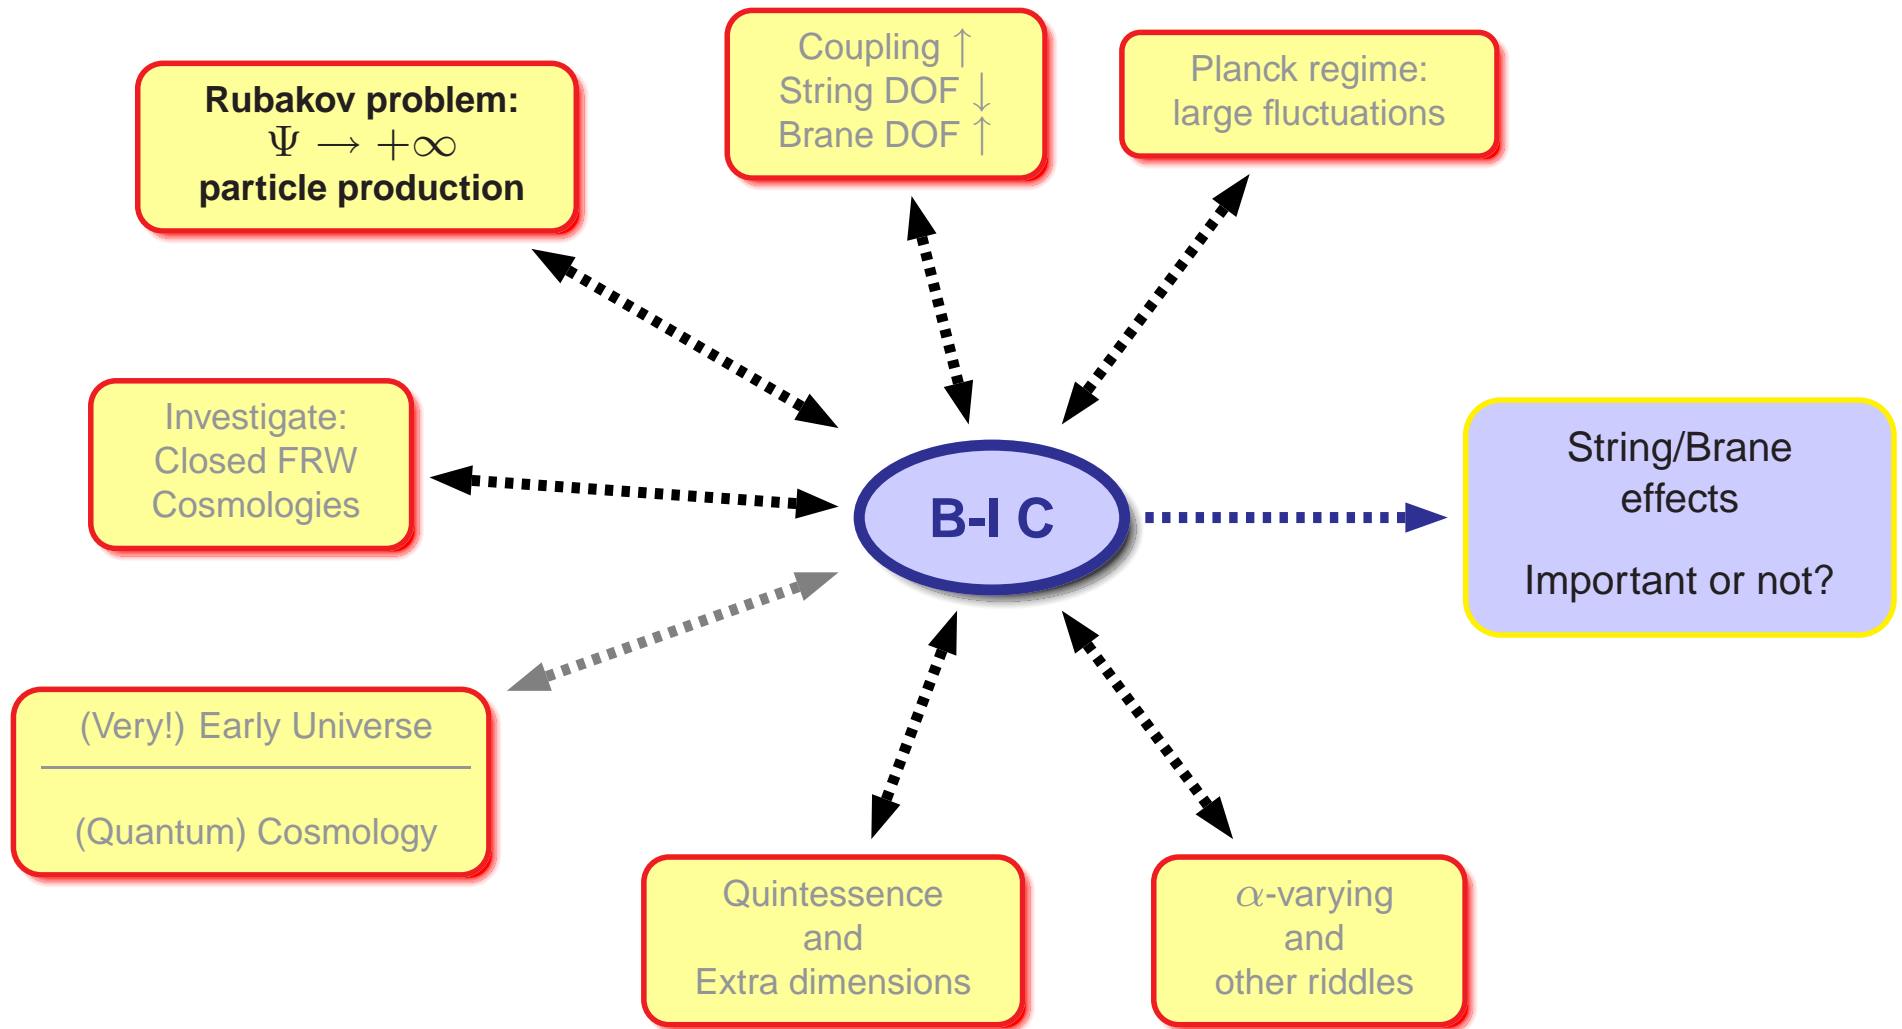 Rubakov problem:
Ψ → +∞
particle production
Coupling ↑
String DOF ↓
Brane DOF ↑
Planck regime:
large fluctuations
Investigate:
Closed FRW
Cosmologies
B-I C
String/Brane
effects
Important or not?
(Very!) Early Universe
(Quantum) Cosmology
Quintessence
and
Extra dimensions
α-varying
and
other riddles